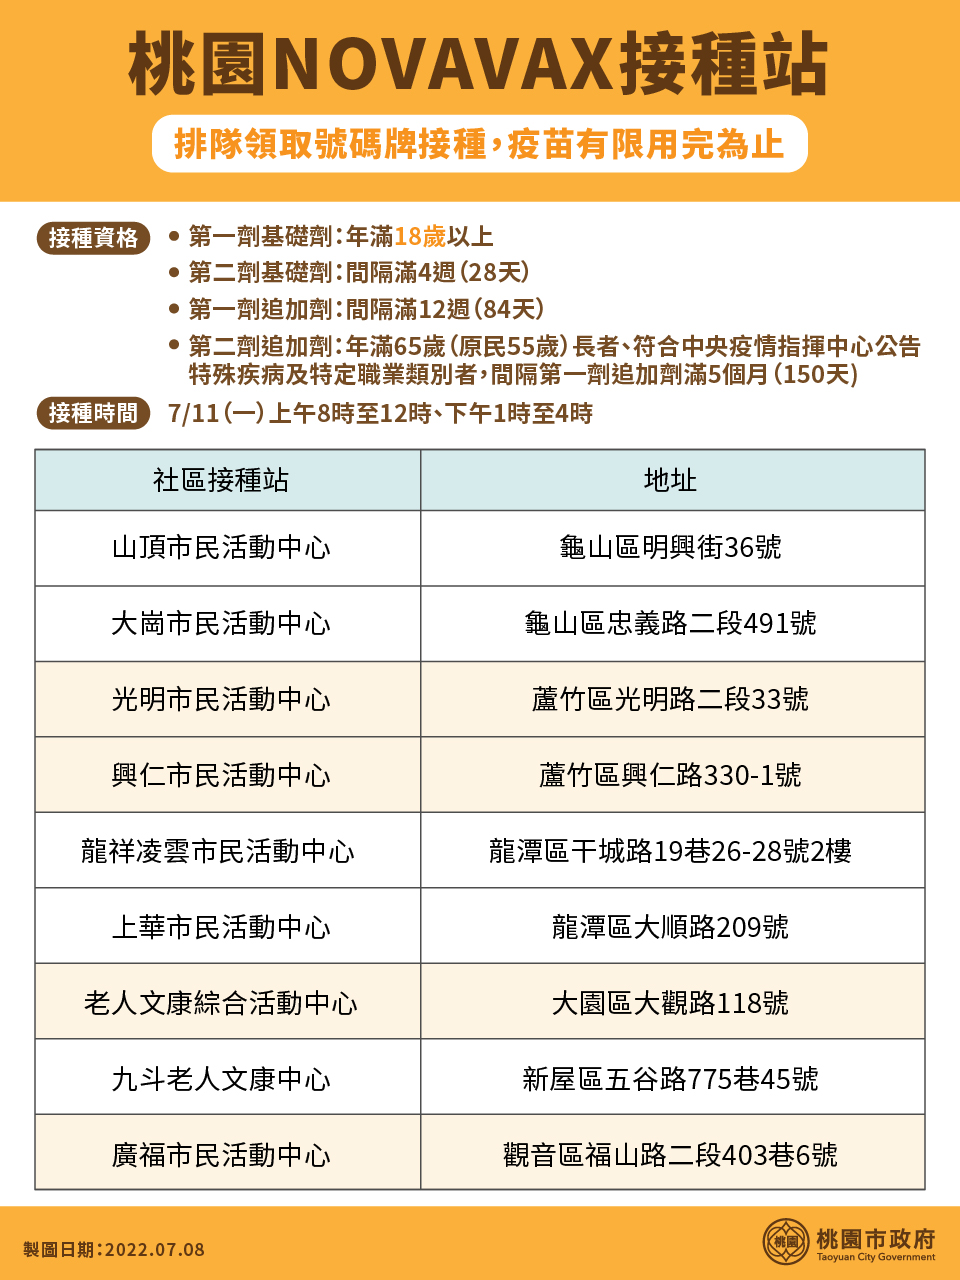 桃園NOVAVAX接種站
排隊領取號碼牌接種,疫苗有限用完為止
接種資格
• 第一劑基礎劑:年滿18歲以上
• 第二劑基礎劑:間隔滿4週(28天)
• 第一劑追加劑:間隔滿12週(84天)
• 第二劑追加劑:年滿65歲(原民55歲)長者、符合中央疫情指揮中心公告
特殊疾病及特定職業類別者,間隔第一劑追加劑滿5個月(150天)
接種時間 7/11(一)上午8時至12時、下午1時至4時
社區接種站 地址
山頂市民活動中心 龜山區明興街36號
大崗市民活動中心 龜山區忠義路二段491號
光明市民活動中心 蘆竹區光明路二段33號
興仁市民活動中心 蘆竹區興仁路330-1號
龍祥凌雲市民活動中心 龍潭區干城路19巷26-28號2樓
上華市民活動中心 龍潭區大順路209號
老人文康綜合活動中心 大園區大觀路118號
九斗老人文康中心 新屋區五谷路775巷45號
廣福市民活動中心 觀音區福山路二段403巷6號
製圖日期:2022.07.08
桃園
桃園市政府
Taoyuan City Government